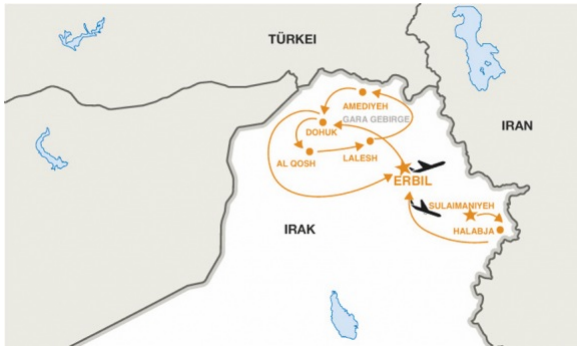 TÜRKEI
AMEDIYEH
GARA GEBIRGE
DOHUK
IRAN
AL QOSH
LALESH
ERBIL
SULAIMANIYEH
IRAK
HALABJA